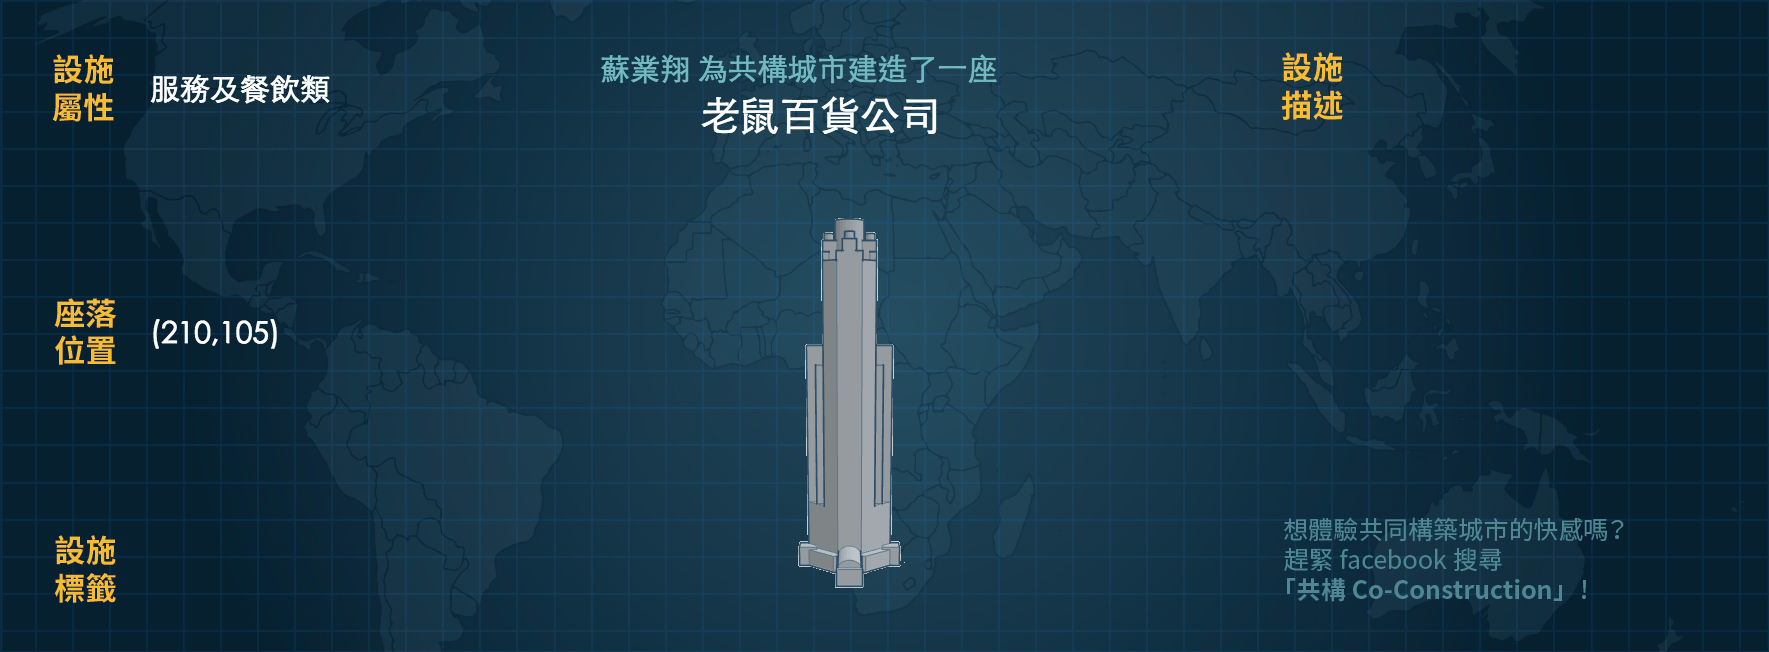 設施
屬性
服務及餐飲類
蘇業翔 為共構城市建造了一座
老鼠百貨公司
設施
描述
座落
位置
(210,105)
設施
標籤
想體驗共同構築城市的快感嗎？
趕緊 facebook 搜尋
「共構 Co-Construction」！